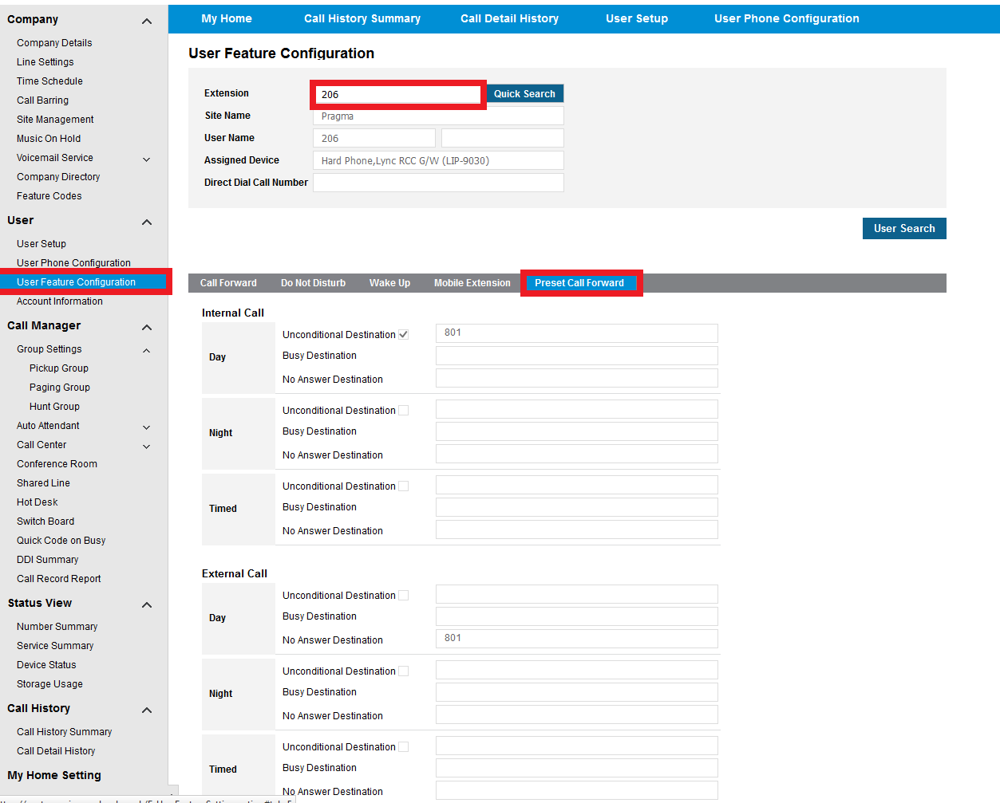 Company
Company Details
Line Settings
Time Schedule
Call Barring
Site Management
Music On Hold
Voicemail Service
Company Directory
Feature Codes
User
User Setup
User Phone Configuration
User Feature Configuration
Account Information
Call Manager
Group Settings
Pickup Group
Paging Group
Hunt Group
Auto Attendant
Call Center
Conference Room
Shared Line
Hot Desk
Switch Board
Quick Code on Busy
DDI Summary
Call Record Report
Status View
Number Summary
Service Summary
Device Status
Storage Usage
Call History
Call History Summary
Call Detail History
My Home Setting
My Home Call History Summary Call Detail History User Setup User Phone Configuration
User Feature Configuration
Extension 206 Quick Search
Site Name Pragma
User Name 206
Assigned Device Hard Phone,Lync RCC G/W (LIP-9030)
Direct Dial Call Number
User Search
Call Forward Do Not Disturb Wake Up Mobile Extension Preset Call Forward
Internal Call
Day
Unconditional Destination 801
Busy Destination
No Answer Destination
Night
Unconditional Destination
Busy Destination
No Answer Destination
Timed
Unconditional Destination
Busy Destination
No Answer Destination
External Call
Day
Unconditional Destination
Busy Destination
No Answer Destination 801
Night
Unconditional Destination
Busy Destination
No Answer Destination
Timed
Unconditional Destination
Busy Destination
No Answer Destination